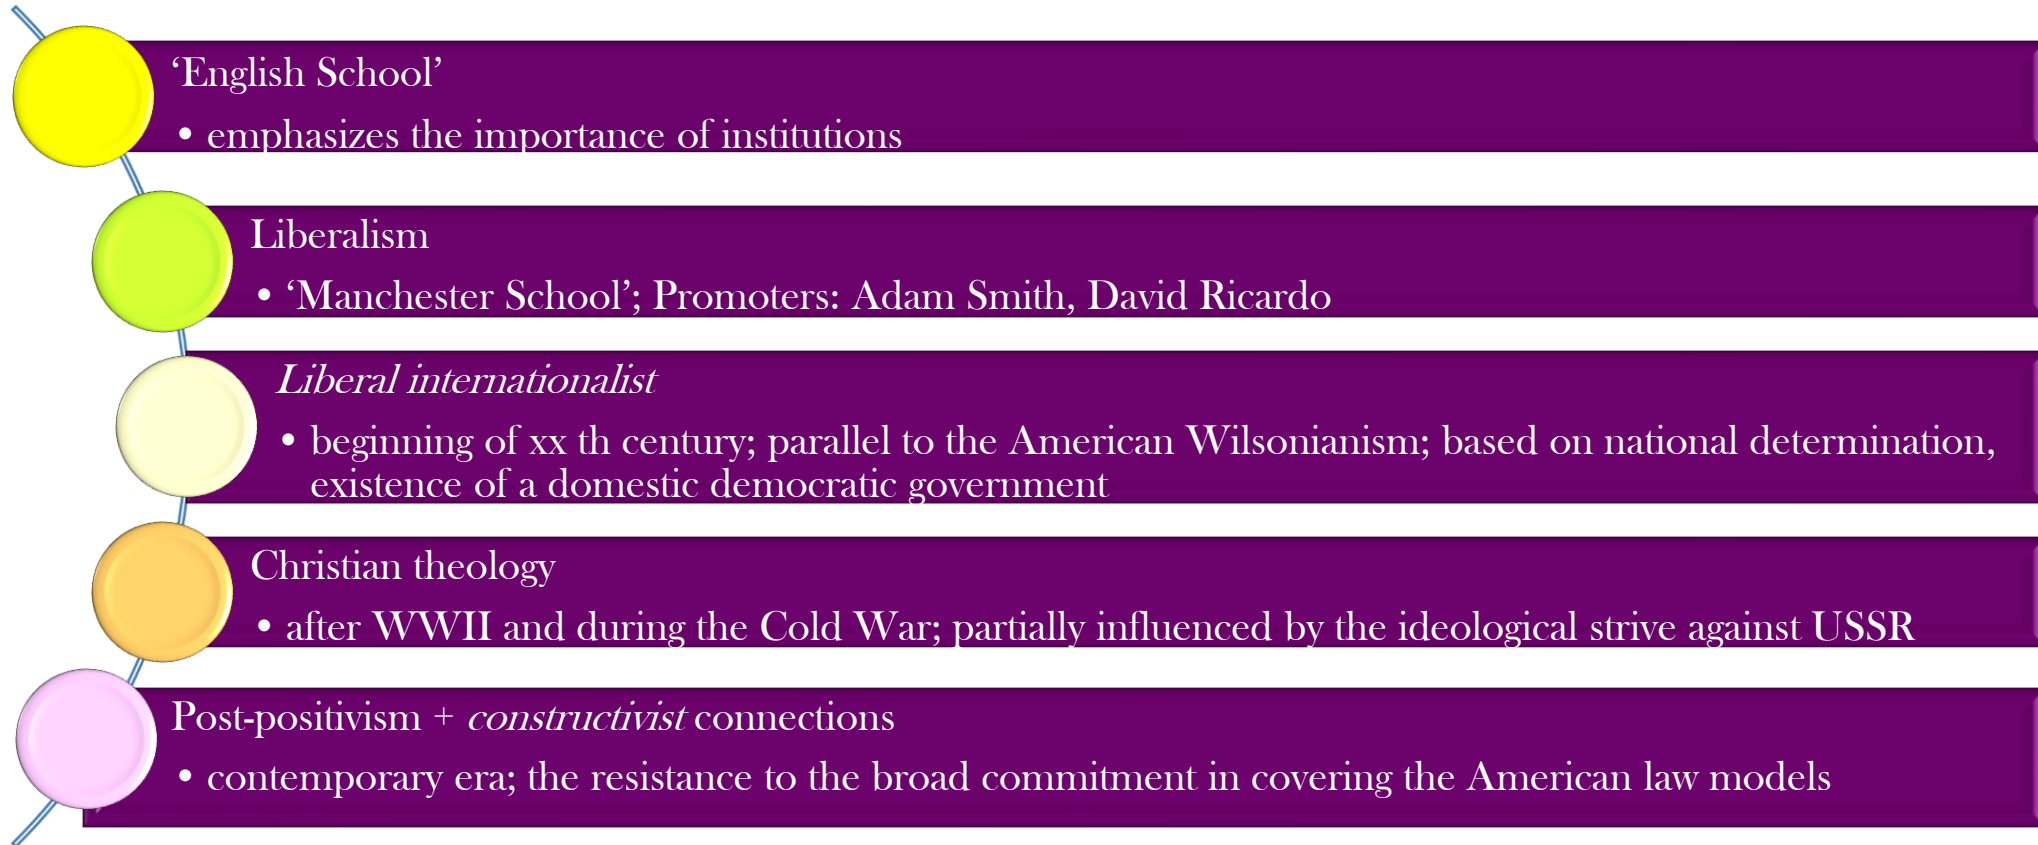 ‘English School’
• emphasizes the importance of institutions
Liberalism
• ‘Manchester School’; Promoters: Adam Smith, David Ricardo
Liberal internationalist
• beginning of xx th century; parallel to the American Wilsonianism; based on national determination,
existence of a domestic democratic government
Christian theology
• after WWII and during the Cold War; partially influenced by the ideological strive against USSR
Post-positivism + constructivist connections
• contemporary era; the resistance to the broad commitment in covering the American law models